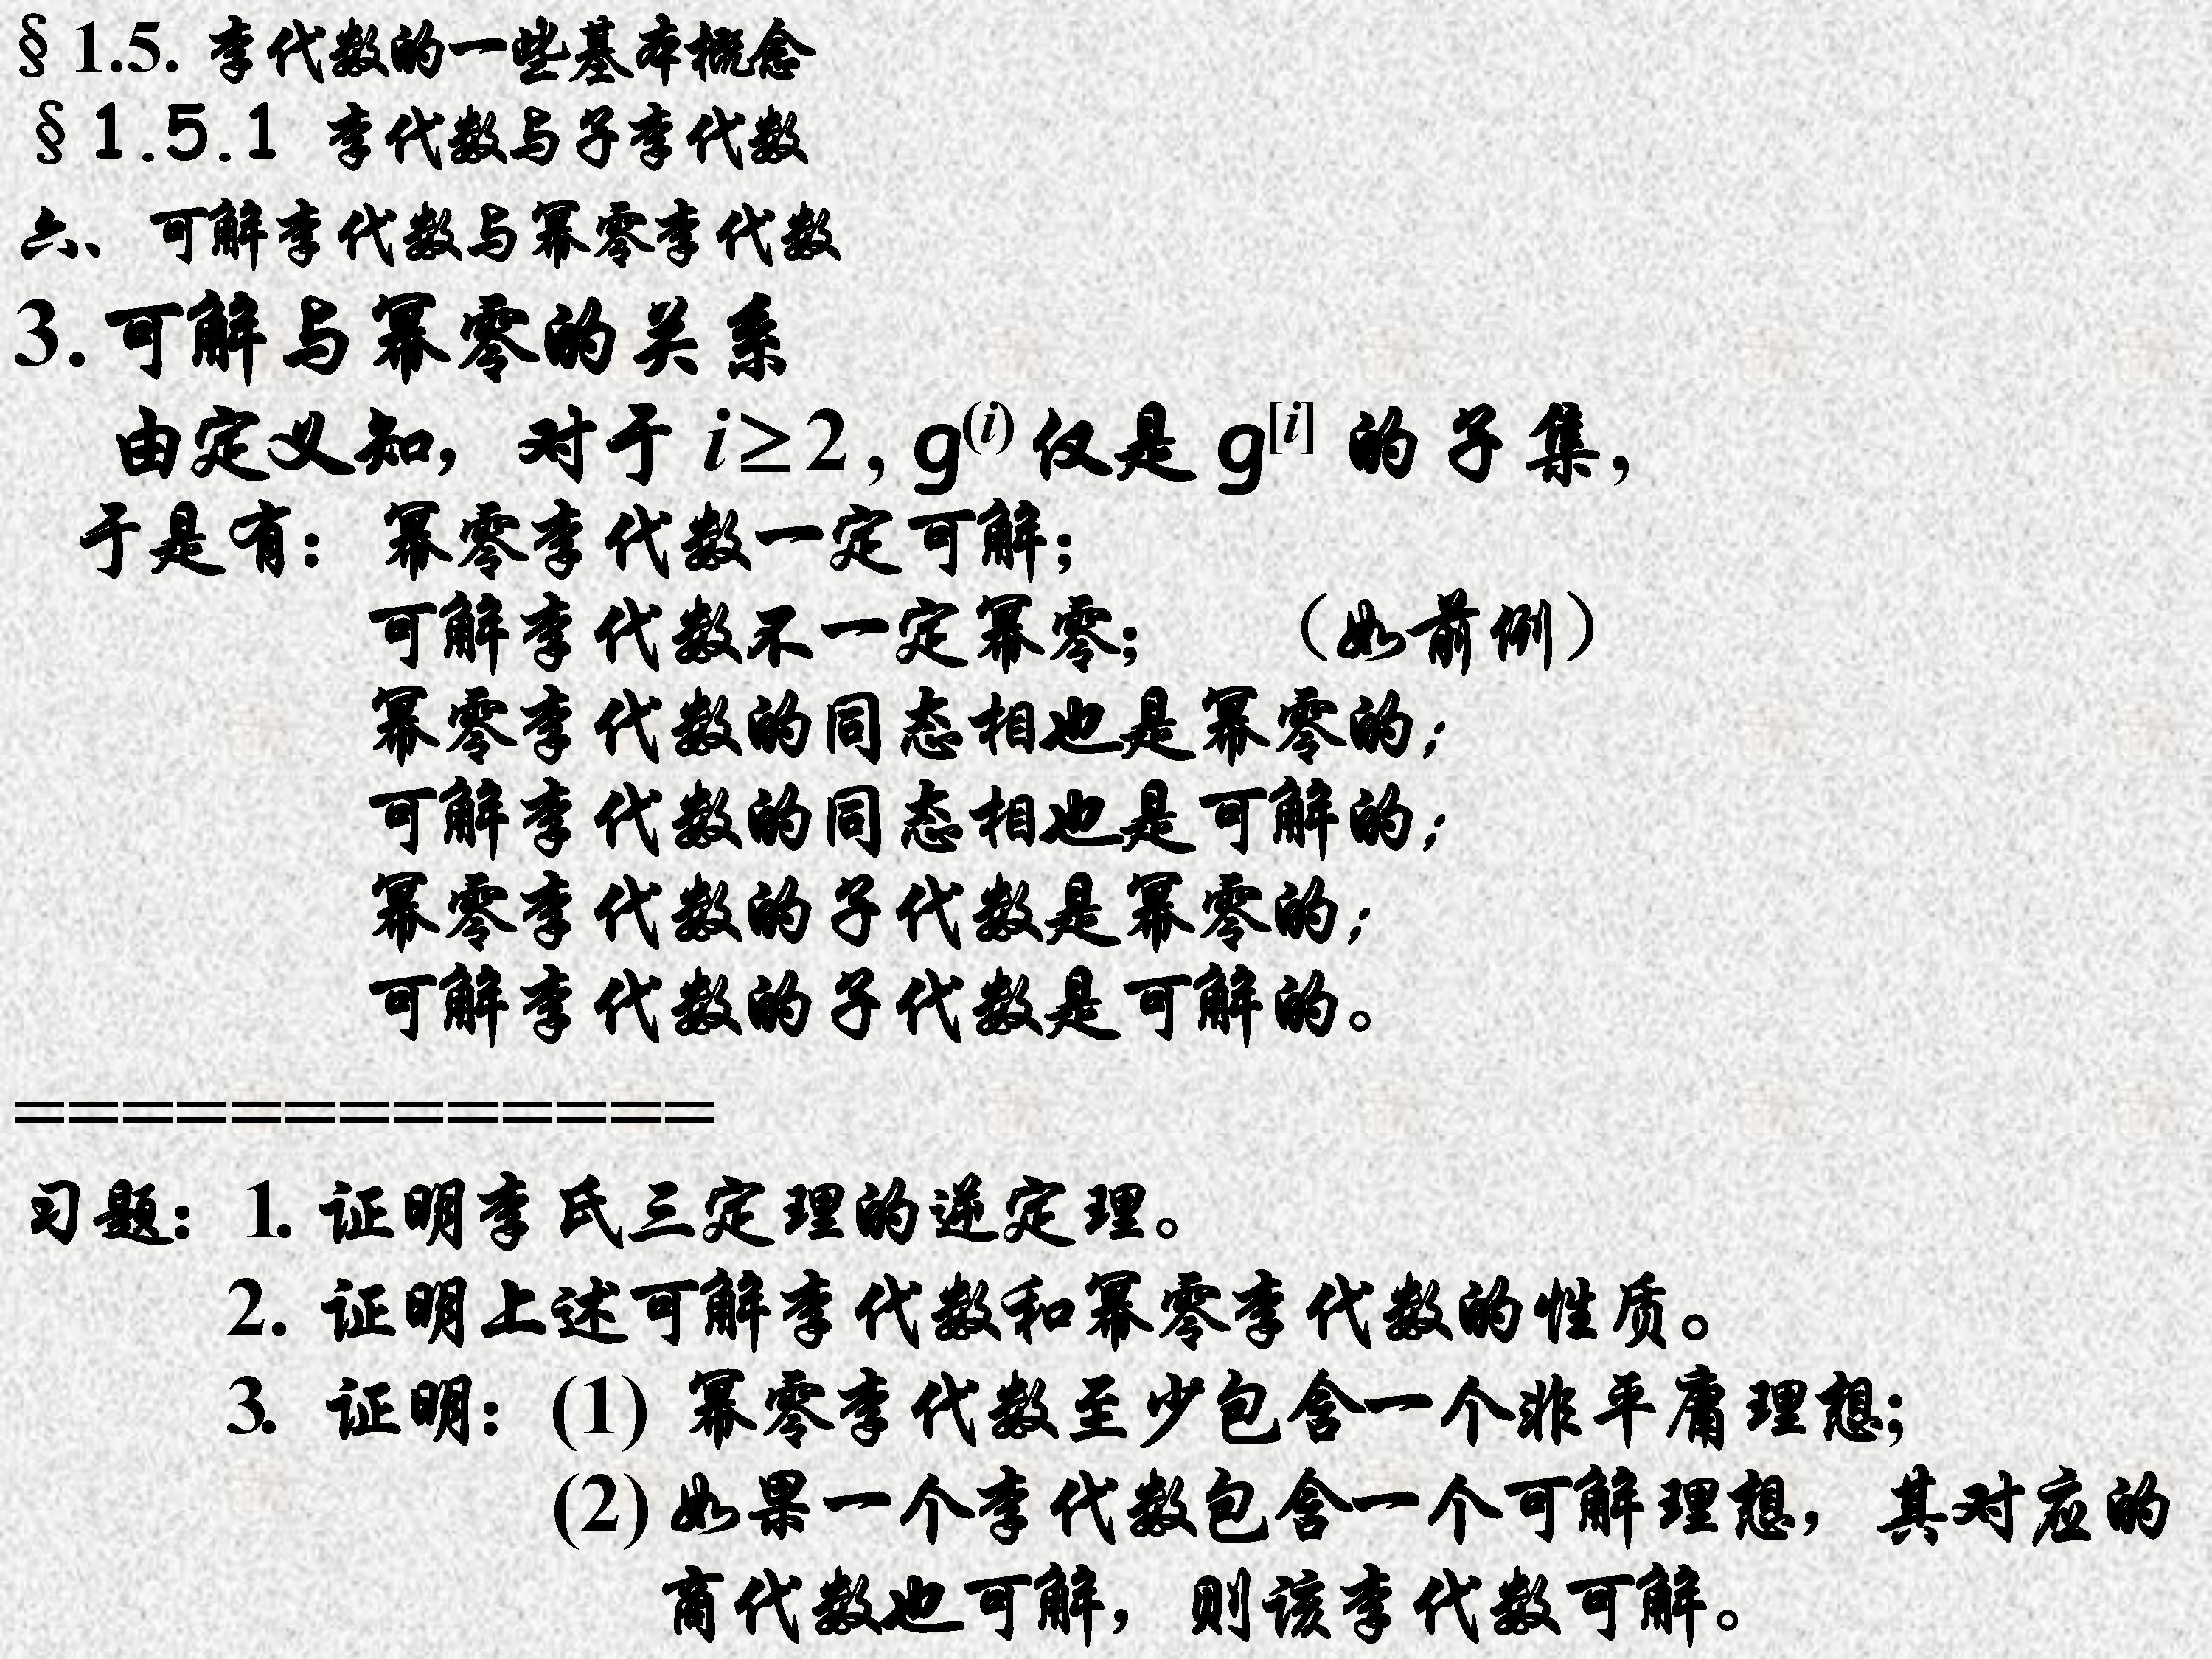 § 1.5. 李代数的一些基本概念
§1.5.1 李代数与子李代数
六、可解李代数与幂零李代数
3. 可解与幂零的关系
由定义知，对于 i≥2, g(i) 仅是 g[i] 的子集，
于是有：幂零李代数一定可解；
可解李代数不一定幂零； （如前例）
幂零李代数的同态相也是幂零的；
可解李代数的同态相也是可解的；
幂零李代数的子代数是幂零的；
可解李代数的子代数是可解的。
=============
习题：1. 证明李氏三定理的逆定理。
2. 证明上述可解李代数和幂零李代数的性质。
3. 证明：(1) 幂零李代数至少包含一个非平庸理想；
(2) 如果一个李代数包含一个可解理想，其对应的
商代数也可解，则该李代数可解。